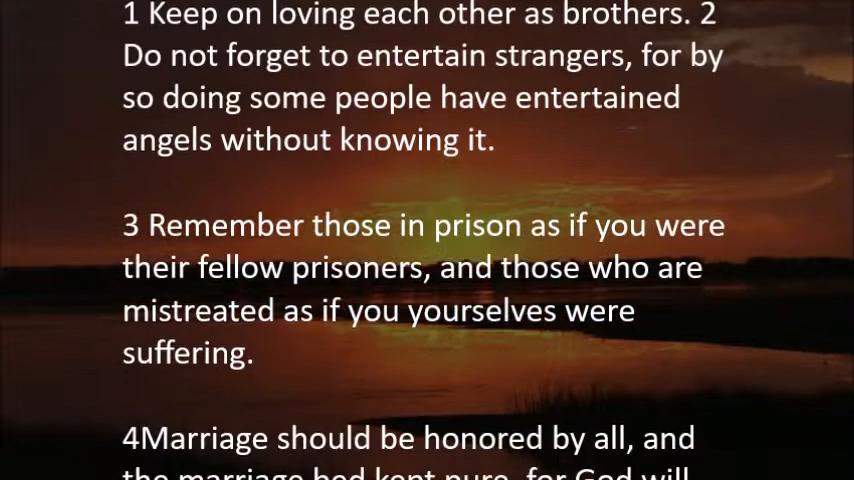 1 Keep on loving each other as brothers. 2
Do not forget to entertain strangers, for by
so doing some people have entertained
angels without knowing it.
3 Remember those in prison as if you were
their fellow prisoners, and those who are
mistreated as if you yourselves were
suffering.
4Marriage should be honored by all, and
the marriage bed kept pure, for God will